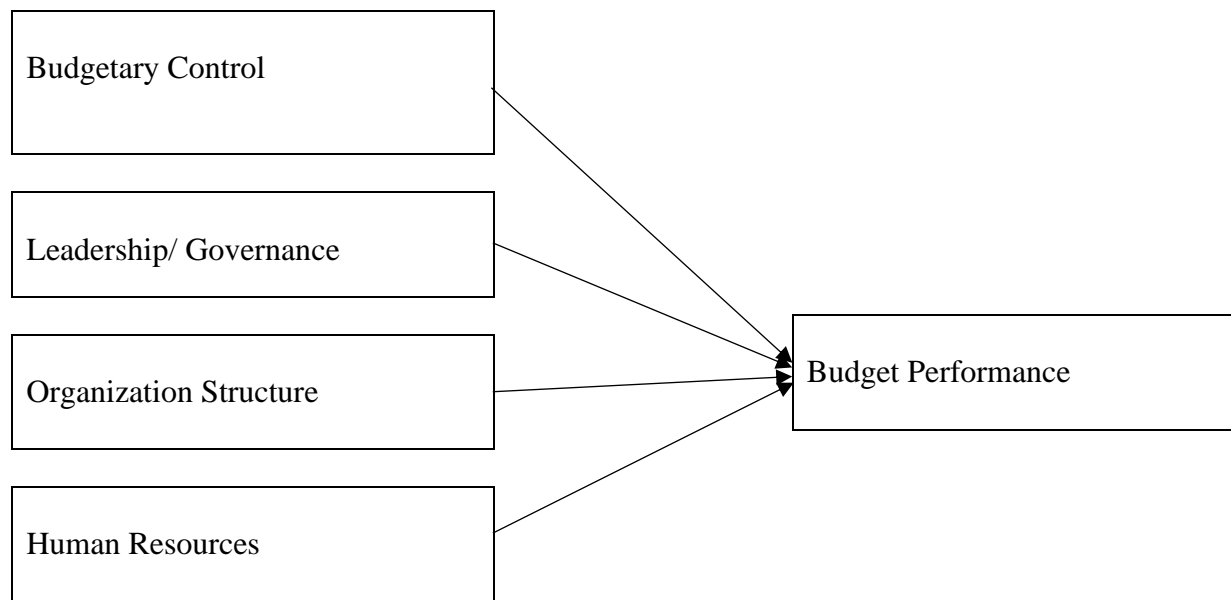 Budgetary Control
Leadership/ Governance
Organization Structure
Budget Performance
Human Resources